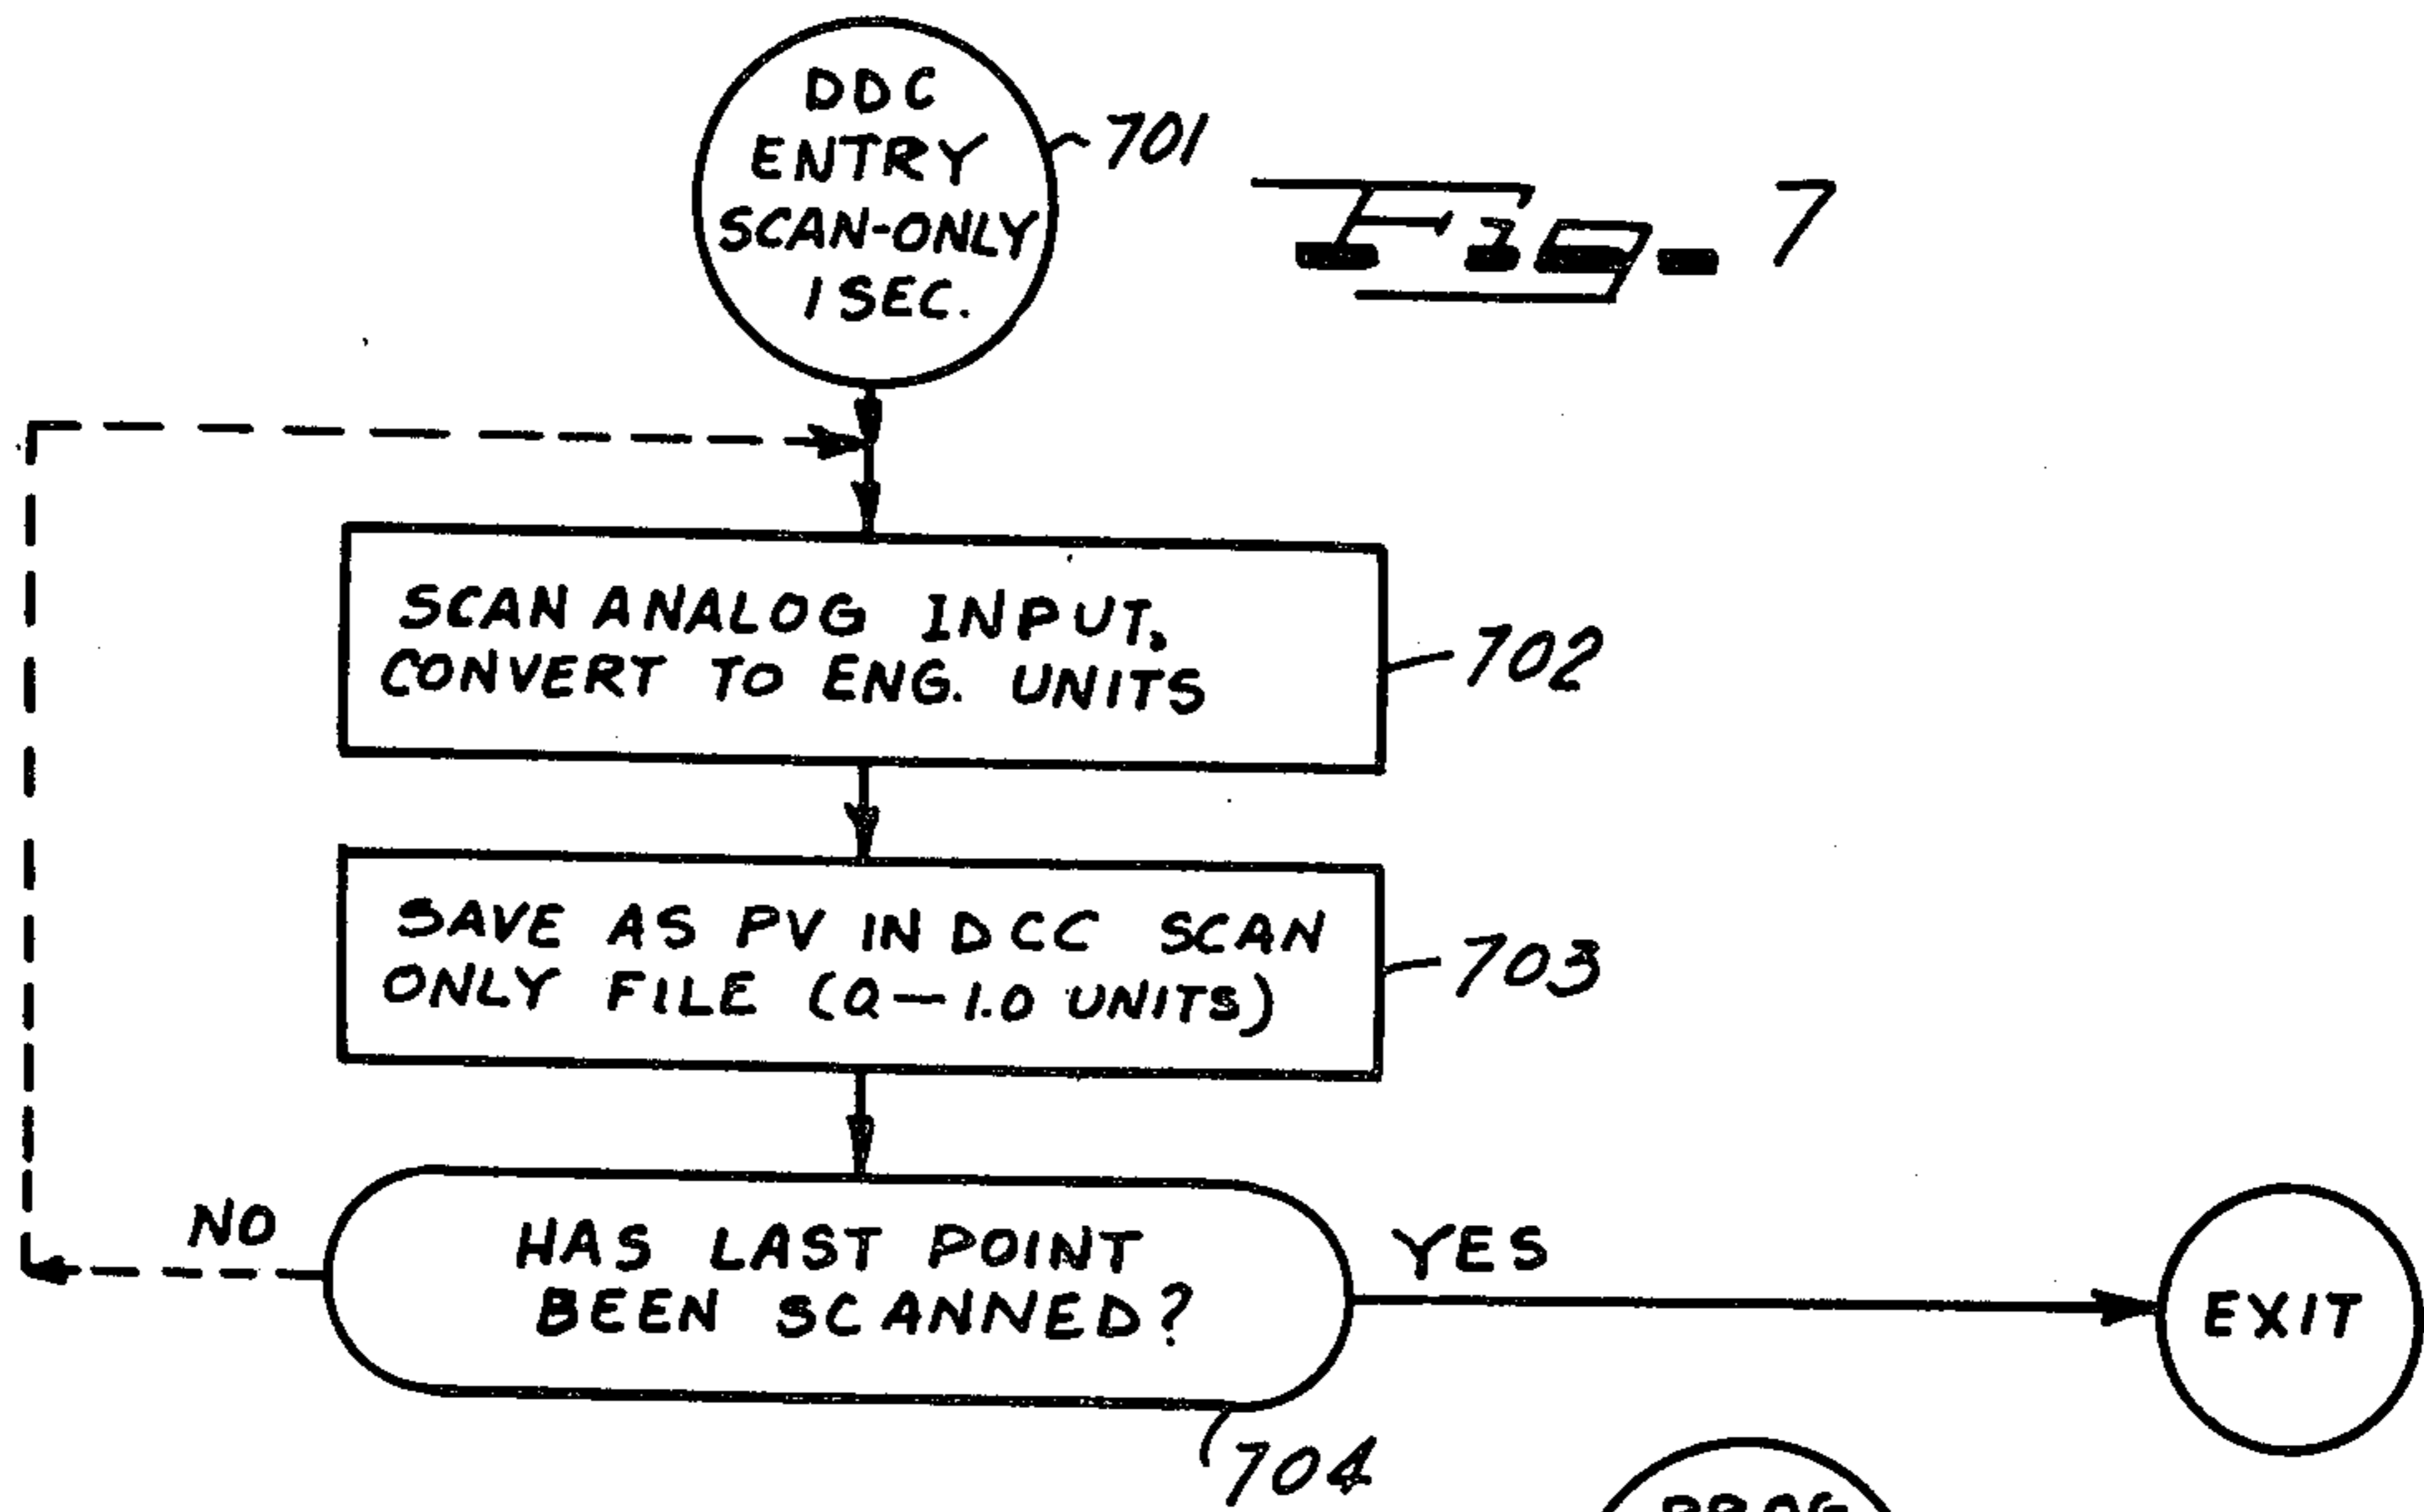 DDC
ENTRY
SCAN-ONLY
1 SEC.
701
Fig-7
SCAN ANALOG INPUT.
CONVERT TO ENG. UNITS
702
SAVE AS PV IN DCC SCAN
ONLY FILE (Q-1.0 UNITS)
703
NO
HAS LAST POINT
BEEN SCANNED?
YES
EXIT
704